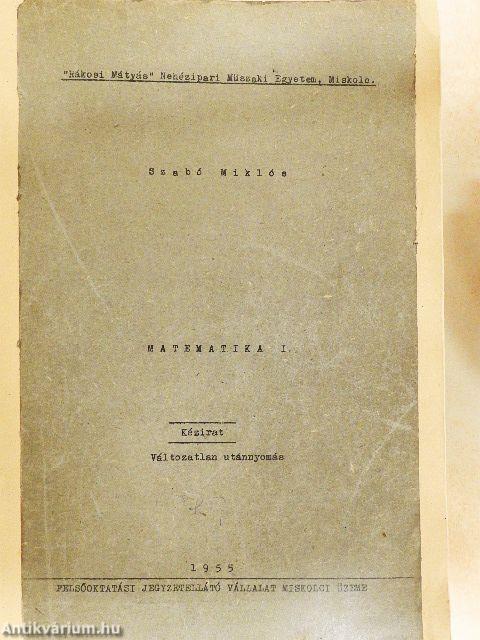 "Rákosi Mátyás" Nehézipari Műszaki Egyetem, Miskolc.
Szabó Miklós
MATEMATIKA I.
Kézirat
Változatlan utánnyomás
1955
FELSŐOKTATÁSI JEGYZETELLÁTÓ VÁLLALAT MISKOLCI ÜZEME
Antikvárium.hu